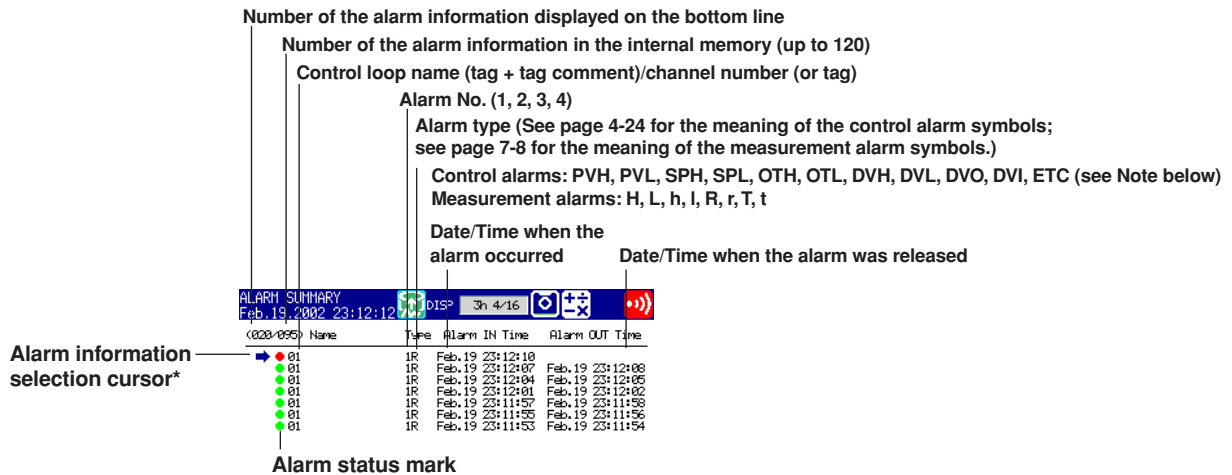 Number of the alarm information displayed on the bottom line
Number of the alarm information in the internal memory (up to 120)
Control loop name (tag + tag comment)/channel number (or tag)
Alarm No. (1, 2, 3, 4)
Alarm type (See page 4-24 for the meaning of the control alarm symbols;
see page 7-8 for the meaning of the measurement alarm symbols.)
Control alarms: PVH, PVL, SPH, SPL, OTH, OTL, DVH, DVL, DVO, DVI, ETC (see Note below)
Measurement alarms: H, L, h, l, R, r, T, t
Date/Time when the
alarm occurred
Date/Time when the alarm was released
ALARM SUMMARY
Feb.19.2002 23:12:12
DISP
3h 4/16
(020/095) Name Type Alarm IN Time Alarm OUT Time
Alarm information
selection cursor*
01 1R Feb.19 23:12:10
01 1R Feb.19 23:12:07 Feb.19 23:12:08
01 1R Feb.19 23:12:04 Feb.19 23:12:05
01 1R Feb.19 23:12:01 Feb.19 23:12:02
01 1R Feb.19 23:11:57 Feb.19 23:11:58
01 1R Feb.19 23:11:55 Feb.19 23:11:56
01 1R Feb.19 23:11:53 Feb.19 23:11:54
Alarm status mark